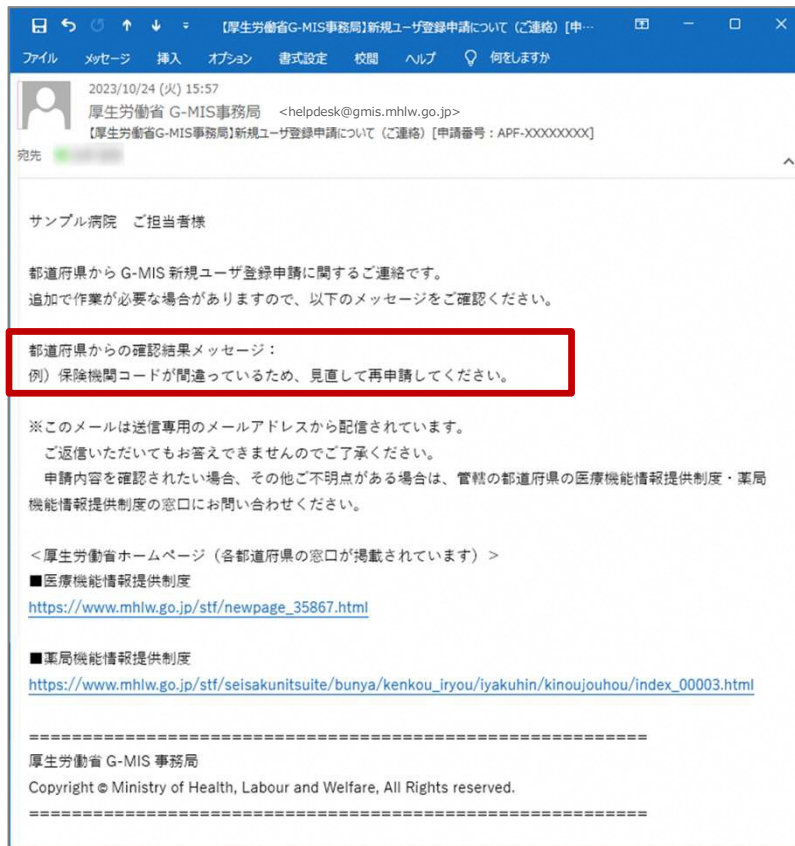 【厚生労働省G-MIS事務局】新規ユーザ登録申請について（ご連絡）[申…
ファイル メッセージ 挿入 オプション 書式設定 校閲 ヘルプ 何をしますか
2023/10/24 (火) 15:57
厚生労働省 G-MIS事務局 <helpdesk@gmis.mhlw.go.jp>
【厚生労働省G-MIS事務局】新規ユーザ登録申請について（ご連絡）[申請番号：APF-XXXXXXXX]
宛先
サンプル病院　ご担当者様
都道府県から G-MIS 新規ユーザ登録申請に関するご連絡です。
追加で作業が必要な場合がありますので、以下のメッセージをご確認ください。
都道府県からの確認結果メッセージ：
例）保険機関コードが間違っているため、見直して再申請してください。
※このメールは送信専用のメールアドレスから配信されています。
ご返信いただいてもお答えできませんのでご了承ください。
申請内容を確認されたい場合、その他ご不明点がある場合は、管轄の都道府県の医療機能情報提供制度・薬局
機能情報提供制度の窓口にお問い合わせください。
＜厚生労働省ホームページ（各都道府県の窓口が掲載されています）＞
■医療機能情報提供制度
https://www.mhlw.go.jp/stf/newpage_35867.html
■薬局機能情報提供制度
https://www.mhlw.go.jp/stf/seisakunitsuite/bunya/kenkou_iryou/iyakuhin/kinoujouhou/index_00003.html
==========================================================
厚生労働省 G-MIS 事務局
Copyright © Ministry of Health, Labour and Welfare, All Rights reserved.
==========================================================